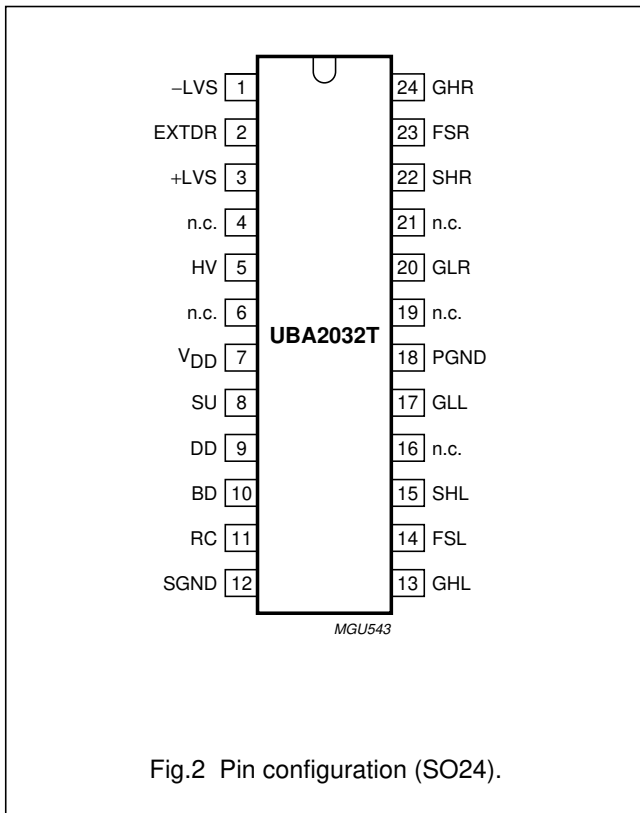 −LVS 1 24 GHR
EXTDR 2 23 FSR
+LVS 3 22 SHR
n.c. 4 21 n.c.
HV 5 20 GLR
n.c. 6 19 n.c.
UBA2032T
VDD 7 18 PGND
SU 8 17 GLL
DD 9 16 n.c.
BD 10 15 SHL
RC 11 14 FSL
SGND 12 13 GHL
MGU543
Fig.2 Pin configuration (SO24).